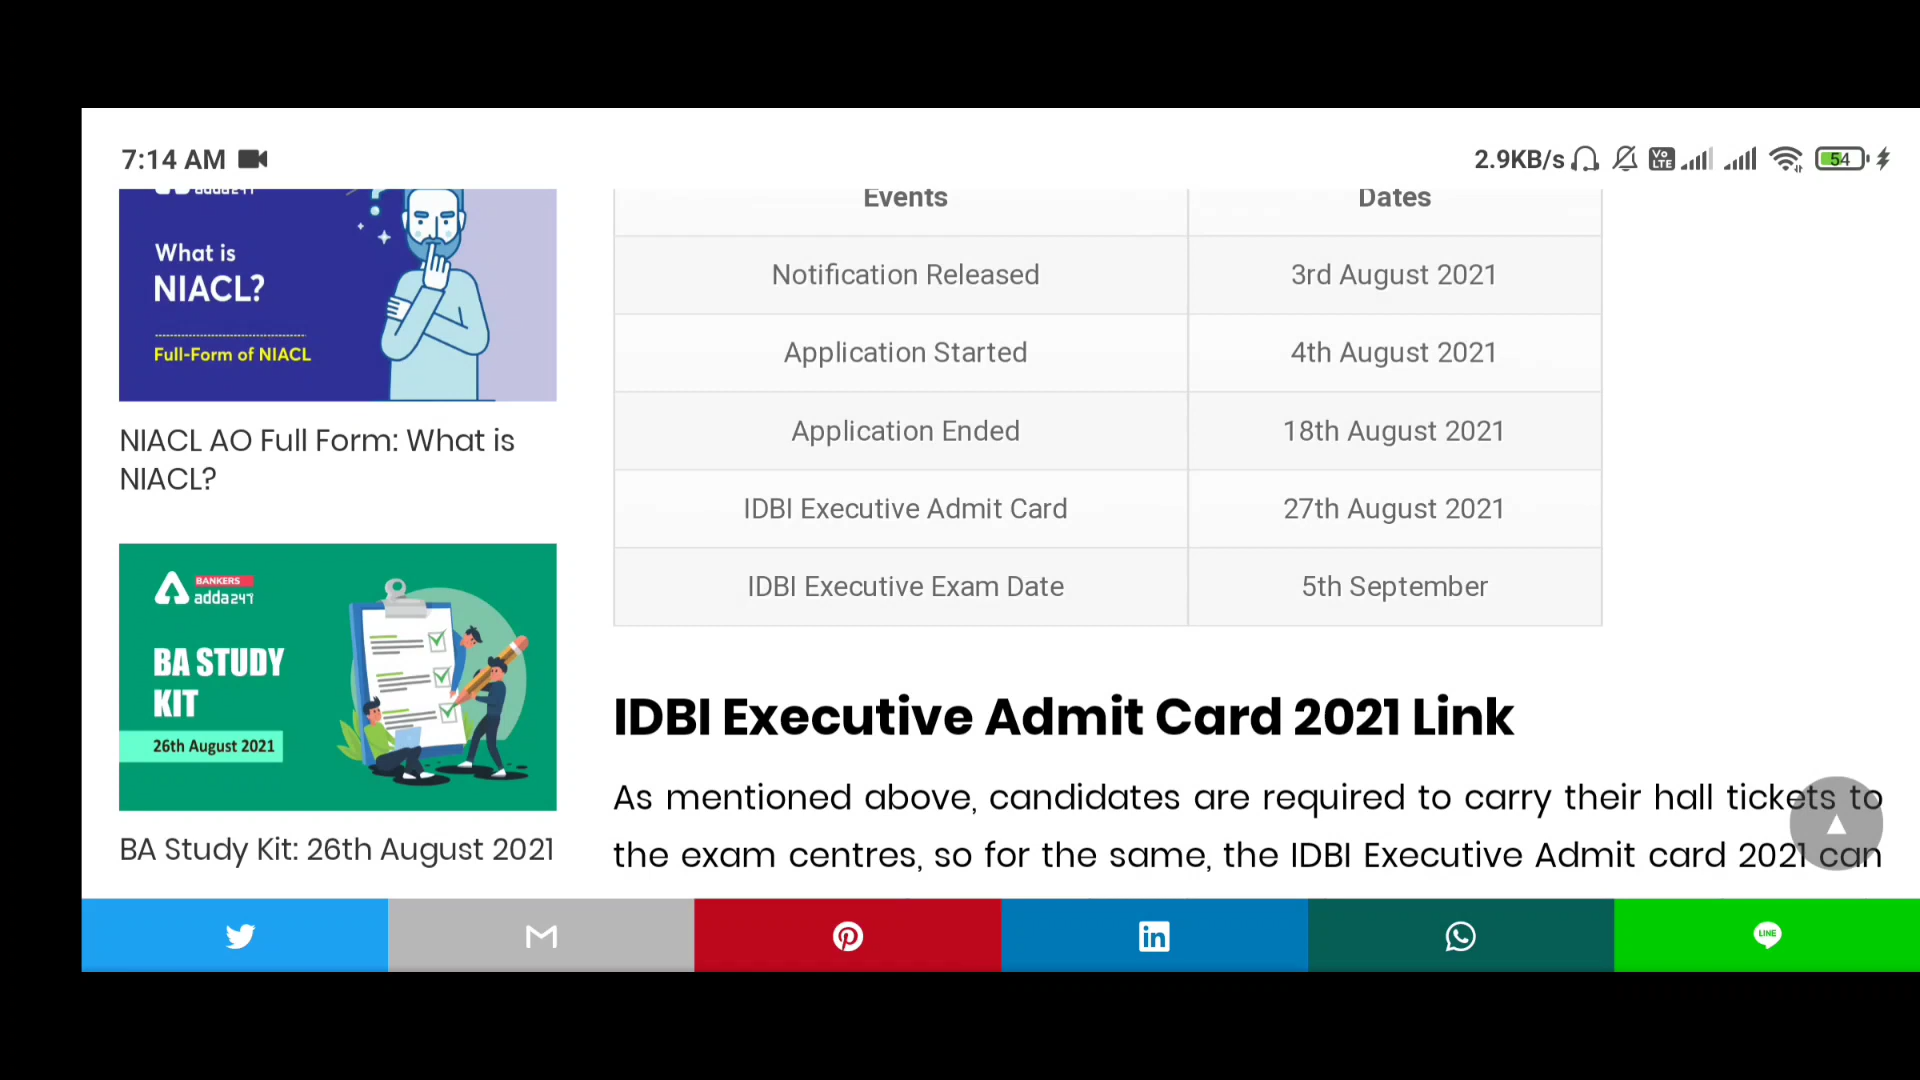 7:14 AM
2.9KB/s
Vo LTE
54
What is
NIACL?
Full-Form of NIACL
NIACL AO Full Form: What is
NIACL?
BANKERS
adda247
BA STUDY
KIT
26th August 2021
BA Study Kit: 26th August 2021
Events Dates
Notification Released 3rd August 2021
Application Started 4th August 2021
Application Ended 18th August 2021
IDBI Executive Admit Card 27th August 2021
IDBI Executive Exam Date 5th September
IDBI Executive Admit Card 2021 Link
As mentioned above, candidates are required to carry their hall tickets to
the exam centres, so for the same, the IDBI Executive Admit card 2021 can
LINE